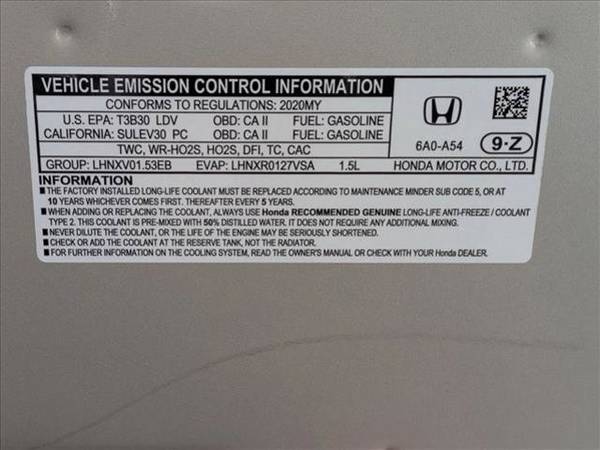 VEHICLE EMISSION CONTROL INFORMATION
CONFORMS TO REGULATIONS: 2020MY
U.S. EPA: T3B30 LDV OBD: CA II FUEL: GASOLINE
CALIFORNIA: SULEV30 PC OBD: CA II FUEL: GASOLINE
6A0-A54 9·Z
TWC, WR-HO2S, HO2S, DFI, TC, CAC
GROUP: LHNXV01.53EB EVAP: LHNXR0127VSA 1.5L HONDA MOTOR CO., LTD.
INFORMATION
■ THE FACTORY INSTALLED LONG-LIFE COOLANT MUST BE REPLACED ACCORDING TO MAINTENANCE MINDER SUB CODE 5, OR AT
10 YEARS WHICHEVER COMES FIRST. THEREAFTER EVERY 5 YEARS.
■ WHEN ADDING OR REPLACING THE COOLANT, ALWAYS USE Honda RECOMMENDED GENUINE LONG-LIFE ANTI-FREEZE / COOLANT
TYPE 2. THIS COOLANT IS PRE-MIXED WITH 50% DISTILLED WATER. IT DOES NOT REQUIRE ANY ADDITIONAL MIXING.
■ NEVER DILUTE THE COOLANT, OR THE LIFE OF THE ENGINE MAY BE SERIOUSLY SHORTENED.
■ CHECK OR ADD THE COOLANT AT THE RESERVE TANK, NOT THE RADIATOR.
■ FOR FURTHER INFORMATION ON THE COOLING SYSTEM, READ THE OWNER'S MANUAL OR CHECK WITH YOUR Honda DEALER.